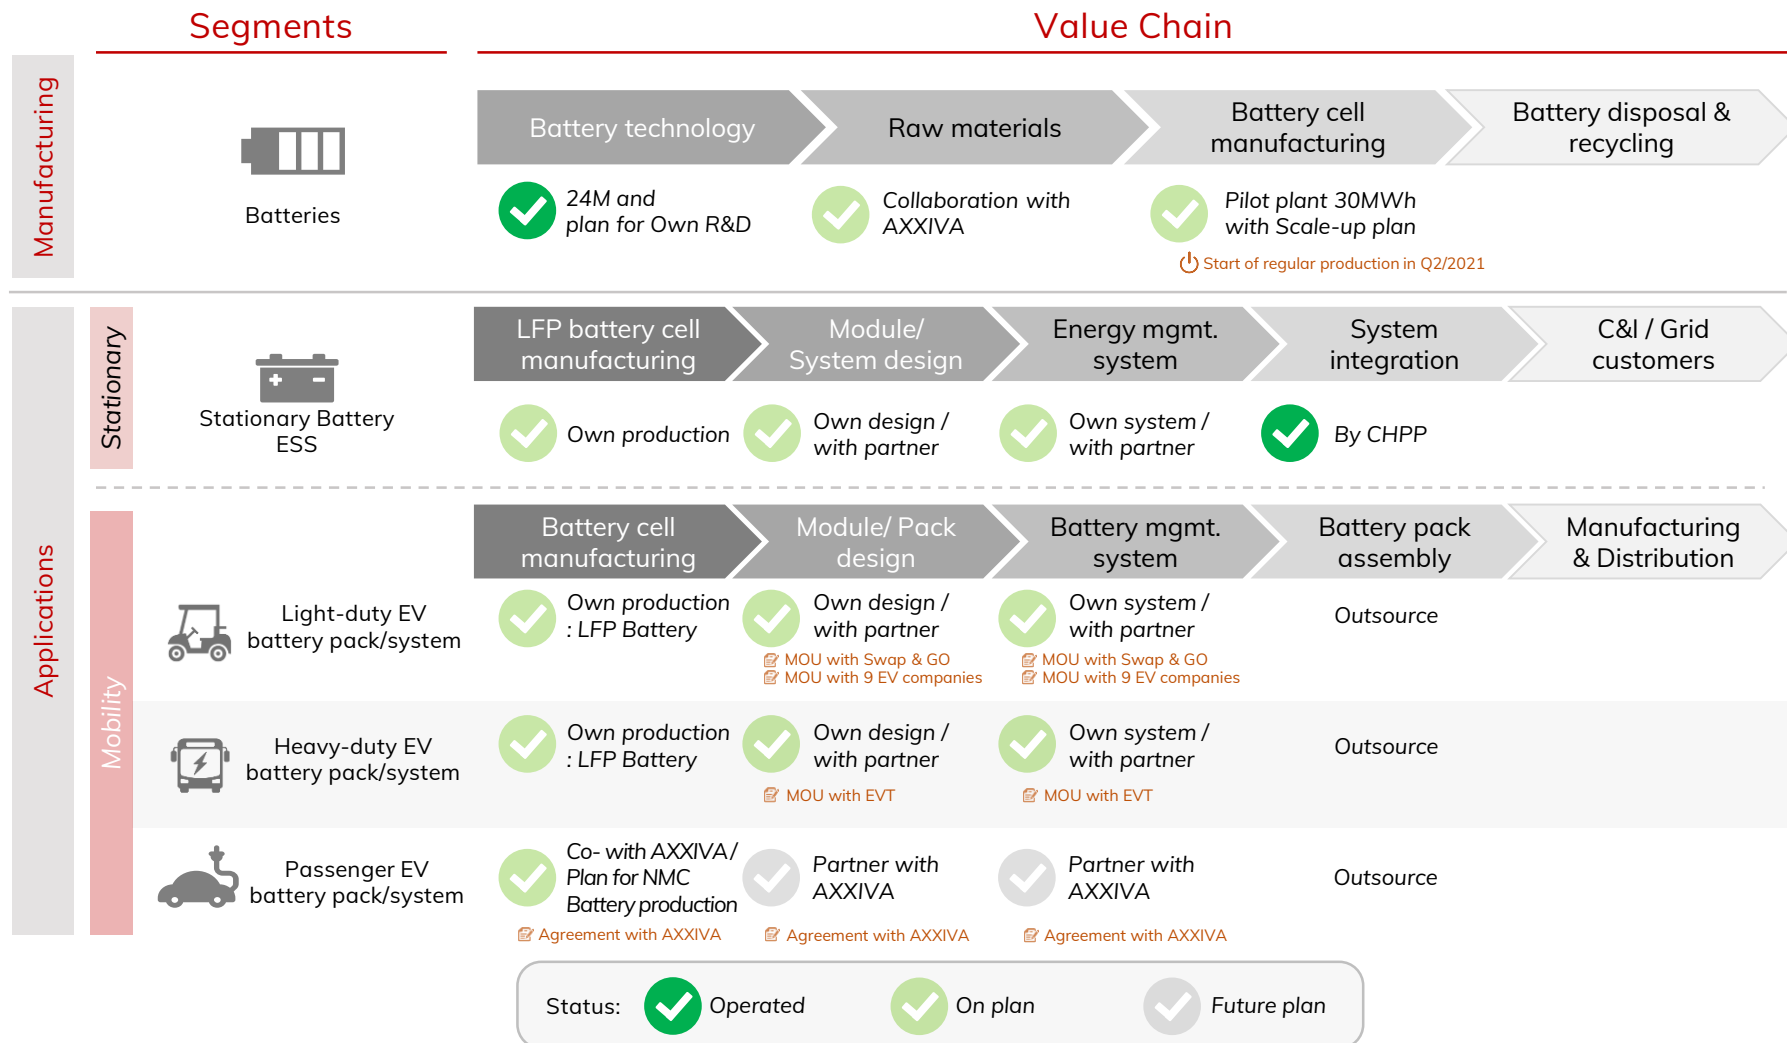 Segments
Value Chain
Manufacturing
Batteries
Battery technology
Raw materials
Battery cell
manufacturing
Battery disposal &
recycling
24M and
plan for Own R&D
Collaboration with
AXXIVA
Pilot plant 30MWh
with Scale-up plan
Start of regular production in Q2/2021
Applications
Stationary
Stationary Battery
ESS
LFP battery cell
manufacturing
Module/
System design
Energy mgmt.
system
System
integration
C&I / Grid
customers
Own production
Own design /
with partner
Own system /
with partner
By CHPP
Mobility
Battery cell
manufacturing
Module/ Pack
design
Battery mgmt.
system
Battery pack
assembly
Manufacturing
& Distribution
Light-duty EV
battery pack/system
Own production
: LFP Battery
Own design /
with partner
MOU with Swap & GO
MOU with 9 EV companies
Own system /
with partner
MOU with Swap & GO
MOU with 9 EV companies
Outsource
Heavy-duty EV
battery pack/system
Own production
: LFP Battery
Own design /
with partner
MOU with EVT
Own system /
with partner
MOU with EVT
Outsource
Passenger EV
battery pack/system
Co- with AXXIVA/
Plan for NMC
Battery production
Agreement with AXXIVA
Partner with
AXXIVA
Agreement with AXXIVA
Partner with
AXXIVA
Agreement with AXXIVA
Outsource
Status:
Operated
On plan
Future plan